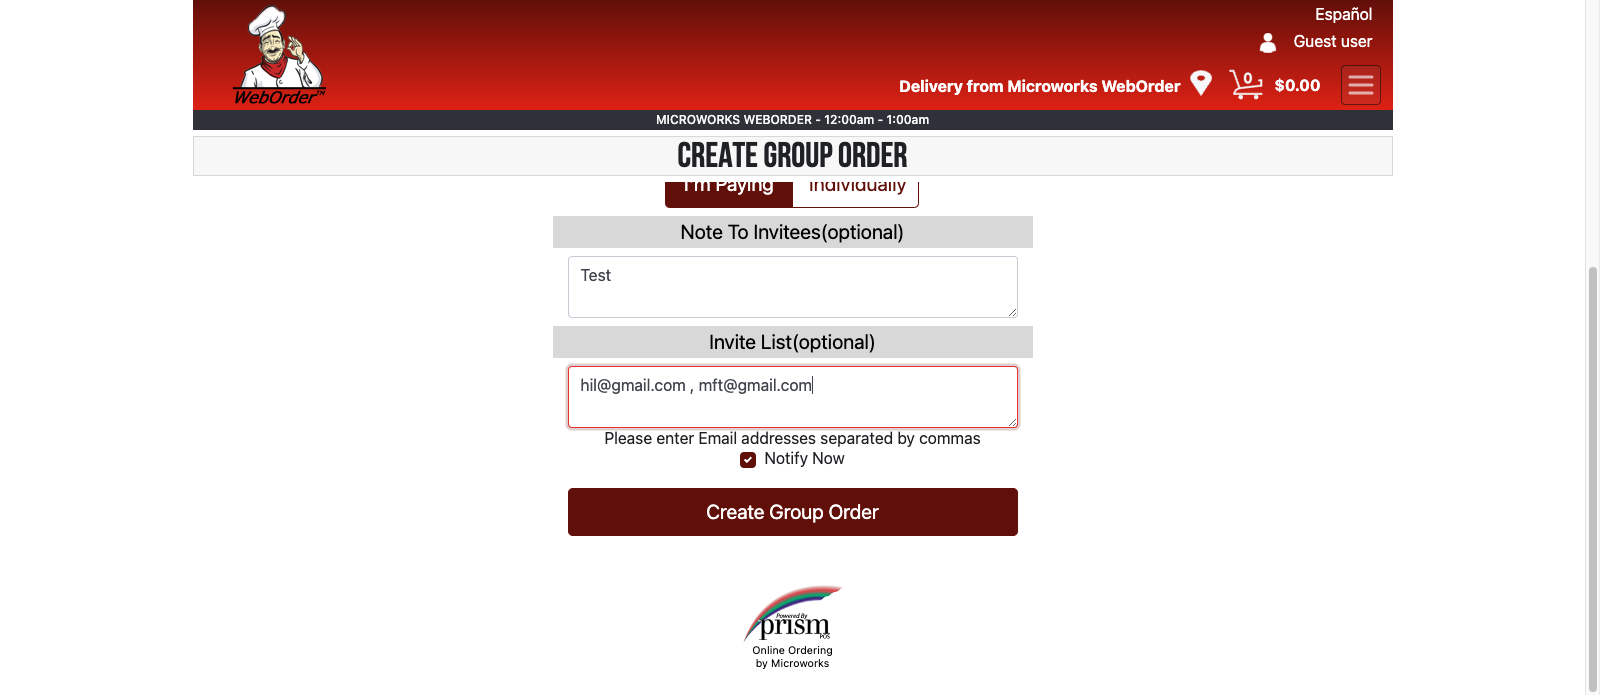 Español
Guest user
WebOrder™
Delivery from Microworks WebOrder 0 $0.00
MICROWORKS WEBORDER - 12:00am - 1:00am
CREATE GROUP ORDER
I'm Paying Individually
Note To Invitees(optional)
Test
Invite List(optional)
hil@gmail.com , mft@gmail.com
Please enter Email addresses separated by commas
Notify Now
Create Group Order
Powered By
prism
POS
Online Ordering
by Microworks